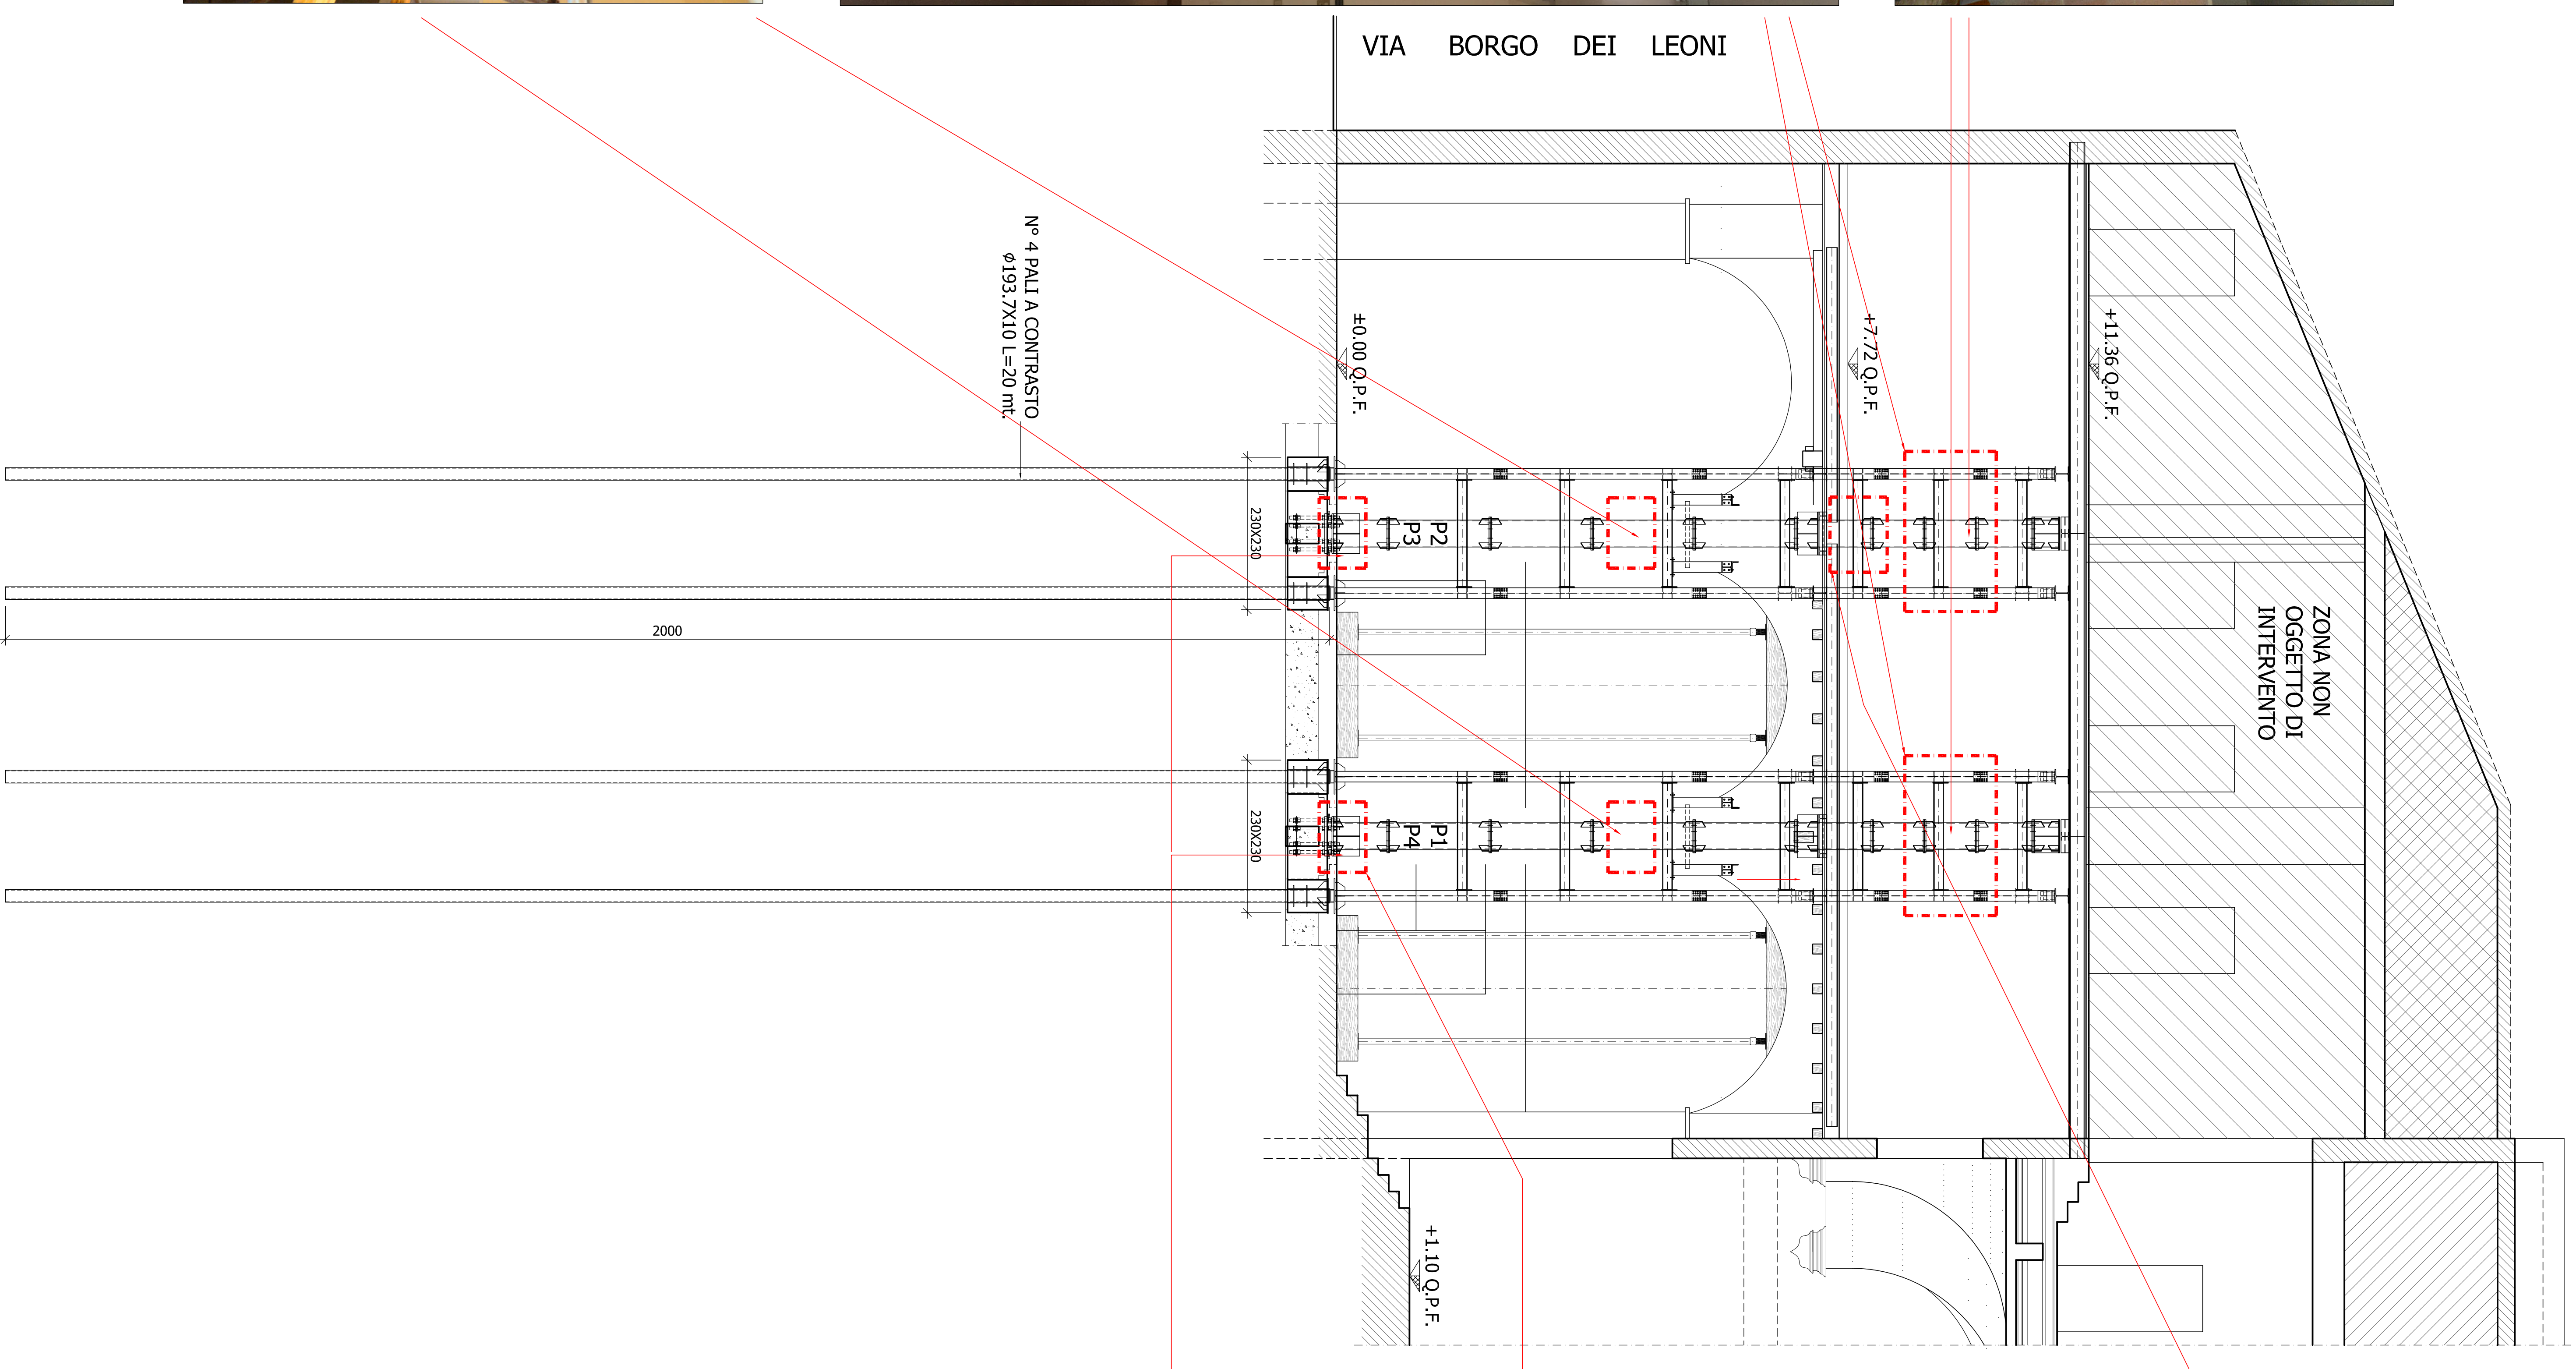 VIA BORGO DEI LEONI
N° 4 PALI A CONTRASTO
ϕ193.7X10 L=20 mt.
±0.00 Q.P.F.
+7.72 Q.P.F.
+11.36 Q.P.F.
ZONA NON
OGGETTO DI
INTERVENTO
230X230
P2
P3
2000
230X230
P1
P4
+1.10 Q.P.F.